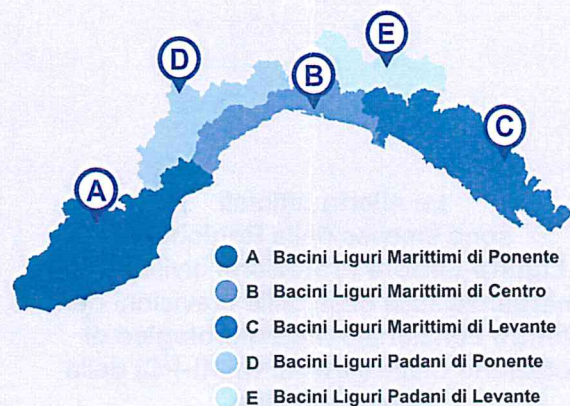 E
D
B
C
A
A Bacini Liguri Marittimi di Ponente
B Bacini Liguri Marittimi di Centro
C Bacini Liguri Marittimi di Levante
D Bacini Liguri Padani di Ponente
E Bacini Liguri Padani di Levante